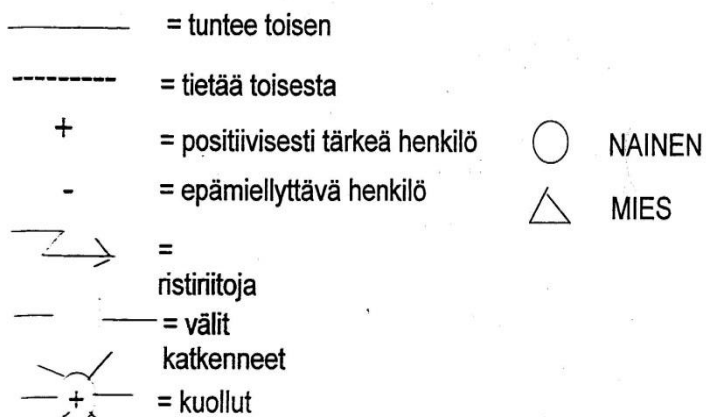 = tuntee toisen
= tietää toisesta
+ = positiivisesti tärkeä henkilö
- = epämiellyttävä henkilö
=
ristiriitoja
= välit
katkenneet
+ = kuollut
NAINEN
MIES